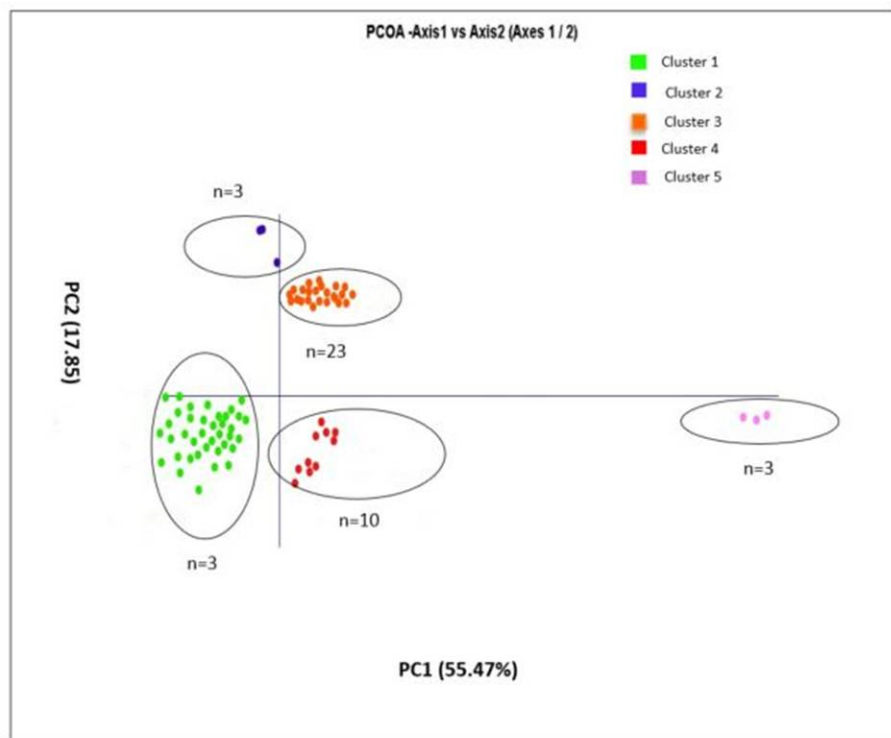 PCOA -Axis1 vs Axis2 (Axes 1 / 2)
Cluster 1
Cluster 2
Cluster 3
Cluster 4
Cluster 5
n=3
n=23
PC2 (17.85)
n=3
n=10
n=3
PC1 (55.47%)